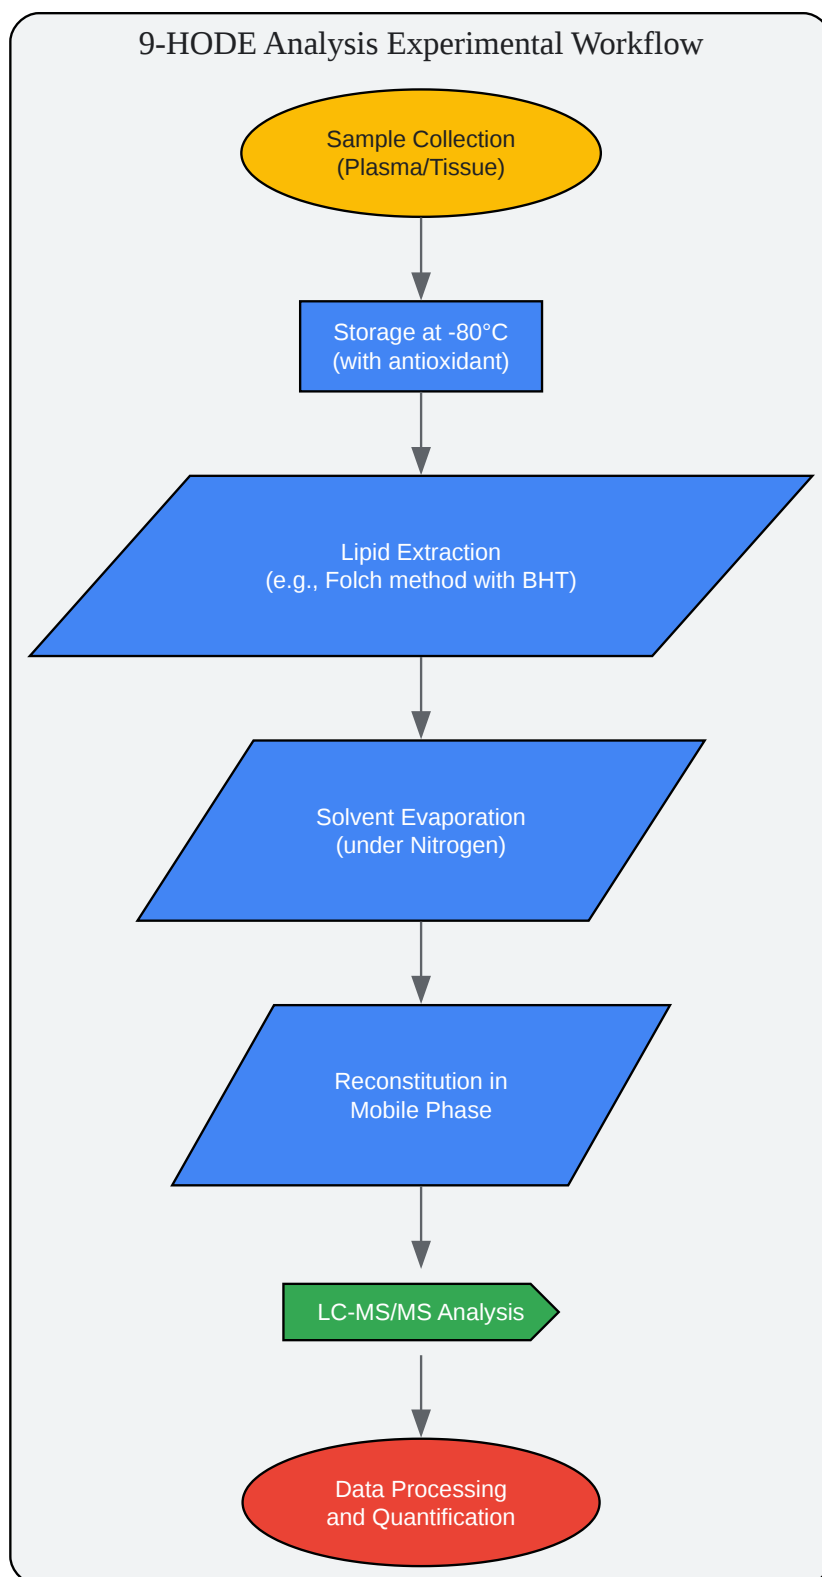 9-HODE Analysis Experimental Workflow
Sample Collection
(Plasma/Tissue)
Storage at -80°C
(with antioxidant)
Lipid Extraction
(e.g., Folch method with BHT)
Solvent Evaporation
(under Nitrogen)
Reconstitution in
Mobile Phase
LC-MS/MS Analysis
Data Processing
and Quantification